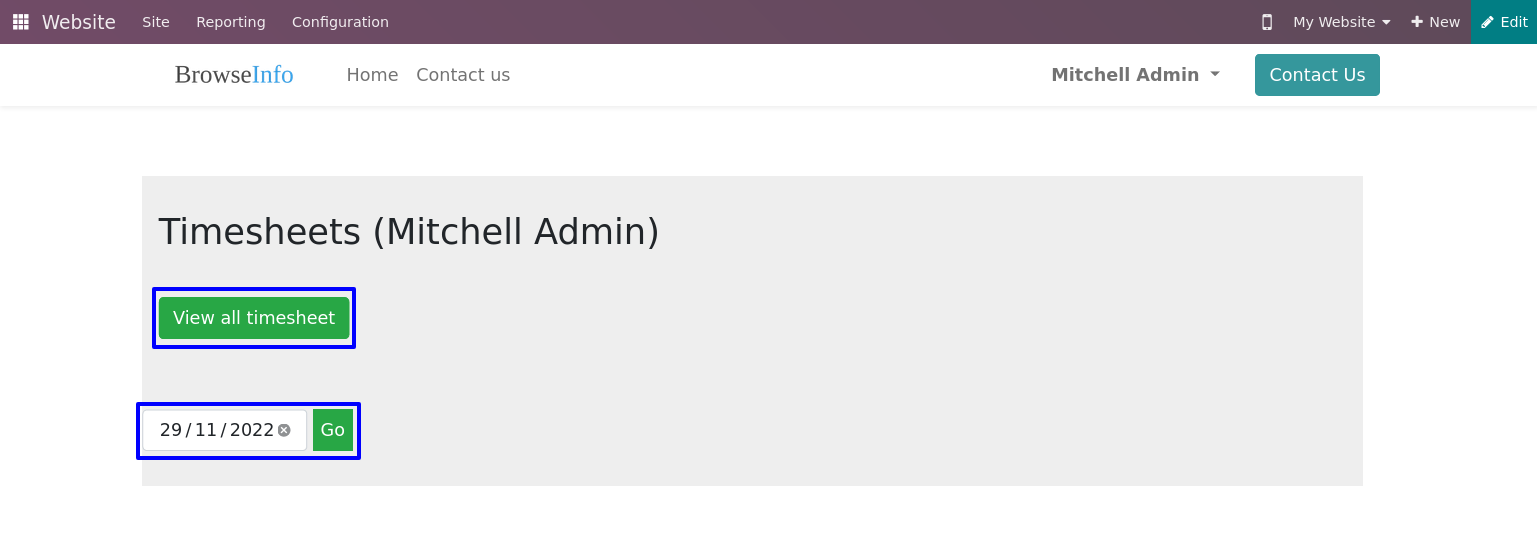 Website Site Reporting Configuration My Website New Edit
BrowseInfo Home Contact us Mitchell Admin Contact Us
Timesheets (Mitchell Admin)
View all timesheet
29/11/2022 Go